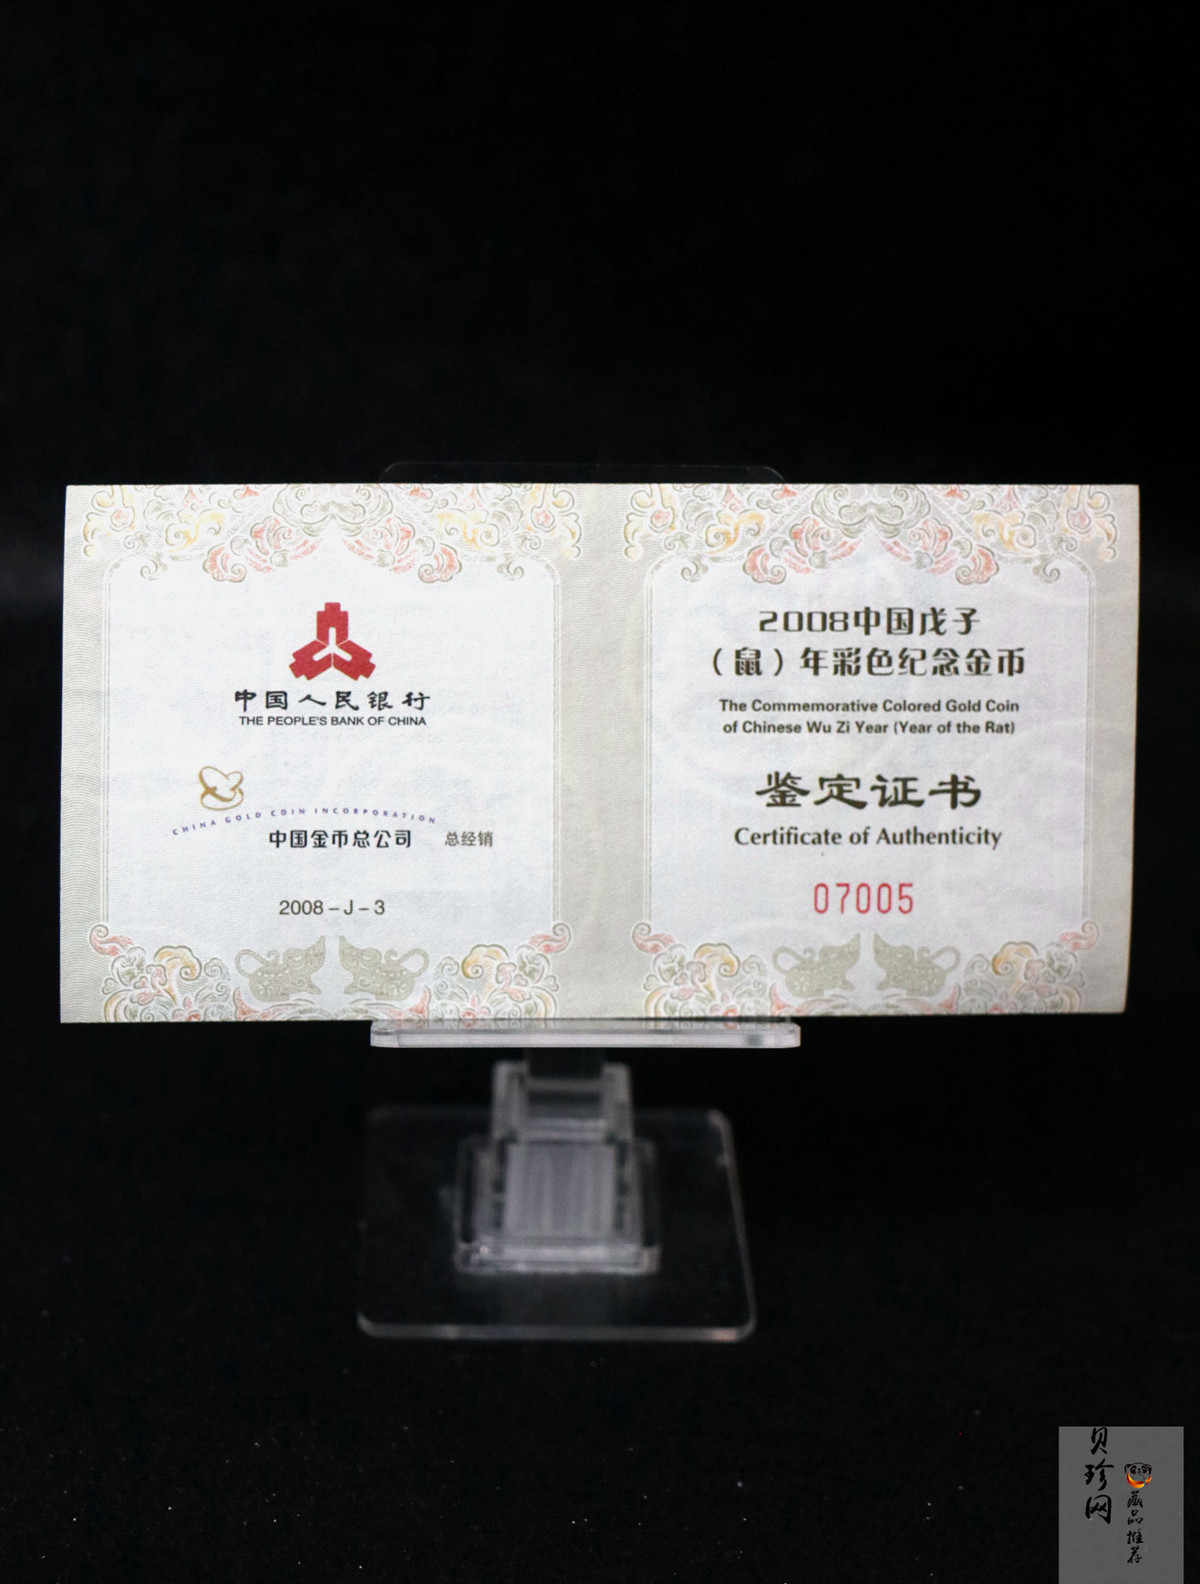 中国人民银行
THE PEOPLE'S BANK OF CHINA
CHINA GOLD COIN INCORPORATION
中国金币总公司 总经销
2008-J-3
2008中国戊子
（鼠）年彩色纪念金币
The Commemorative Colored Gold Coin
of Chinese Wu Zi Year (Year of the Rat)
鉴定证书
Certificate of Authenticity
07005
贝珍网
藏品推荐